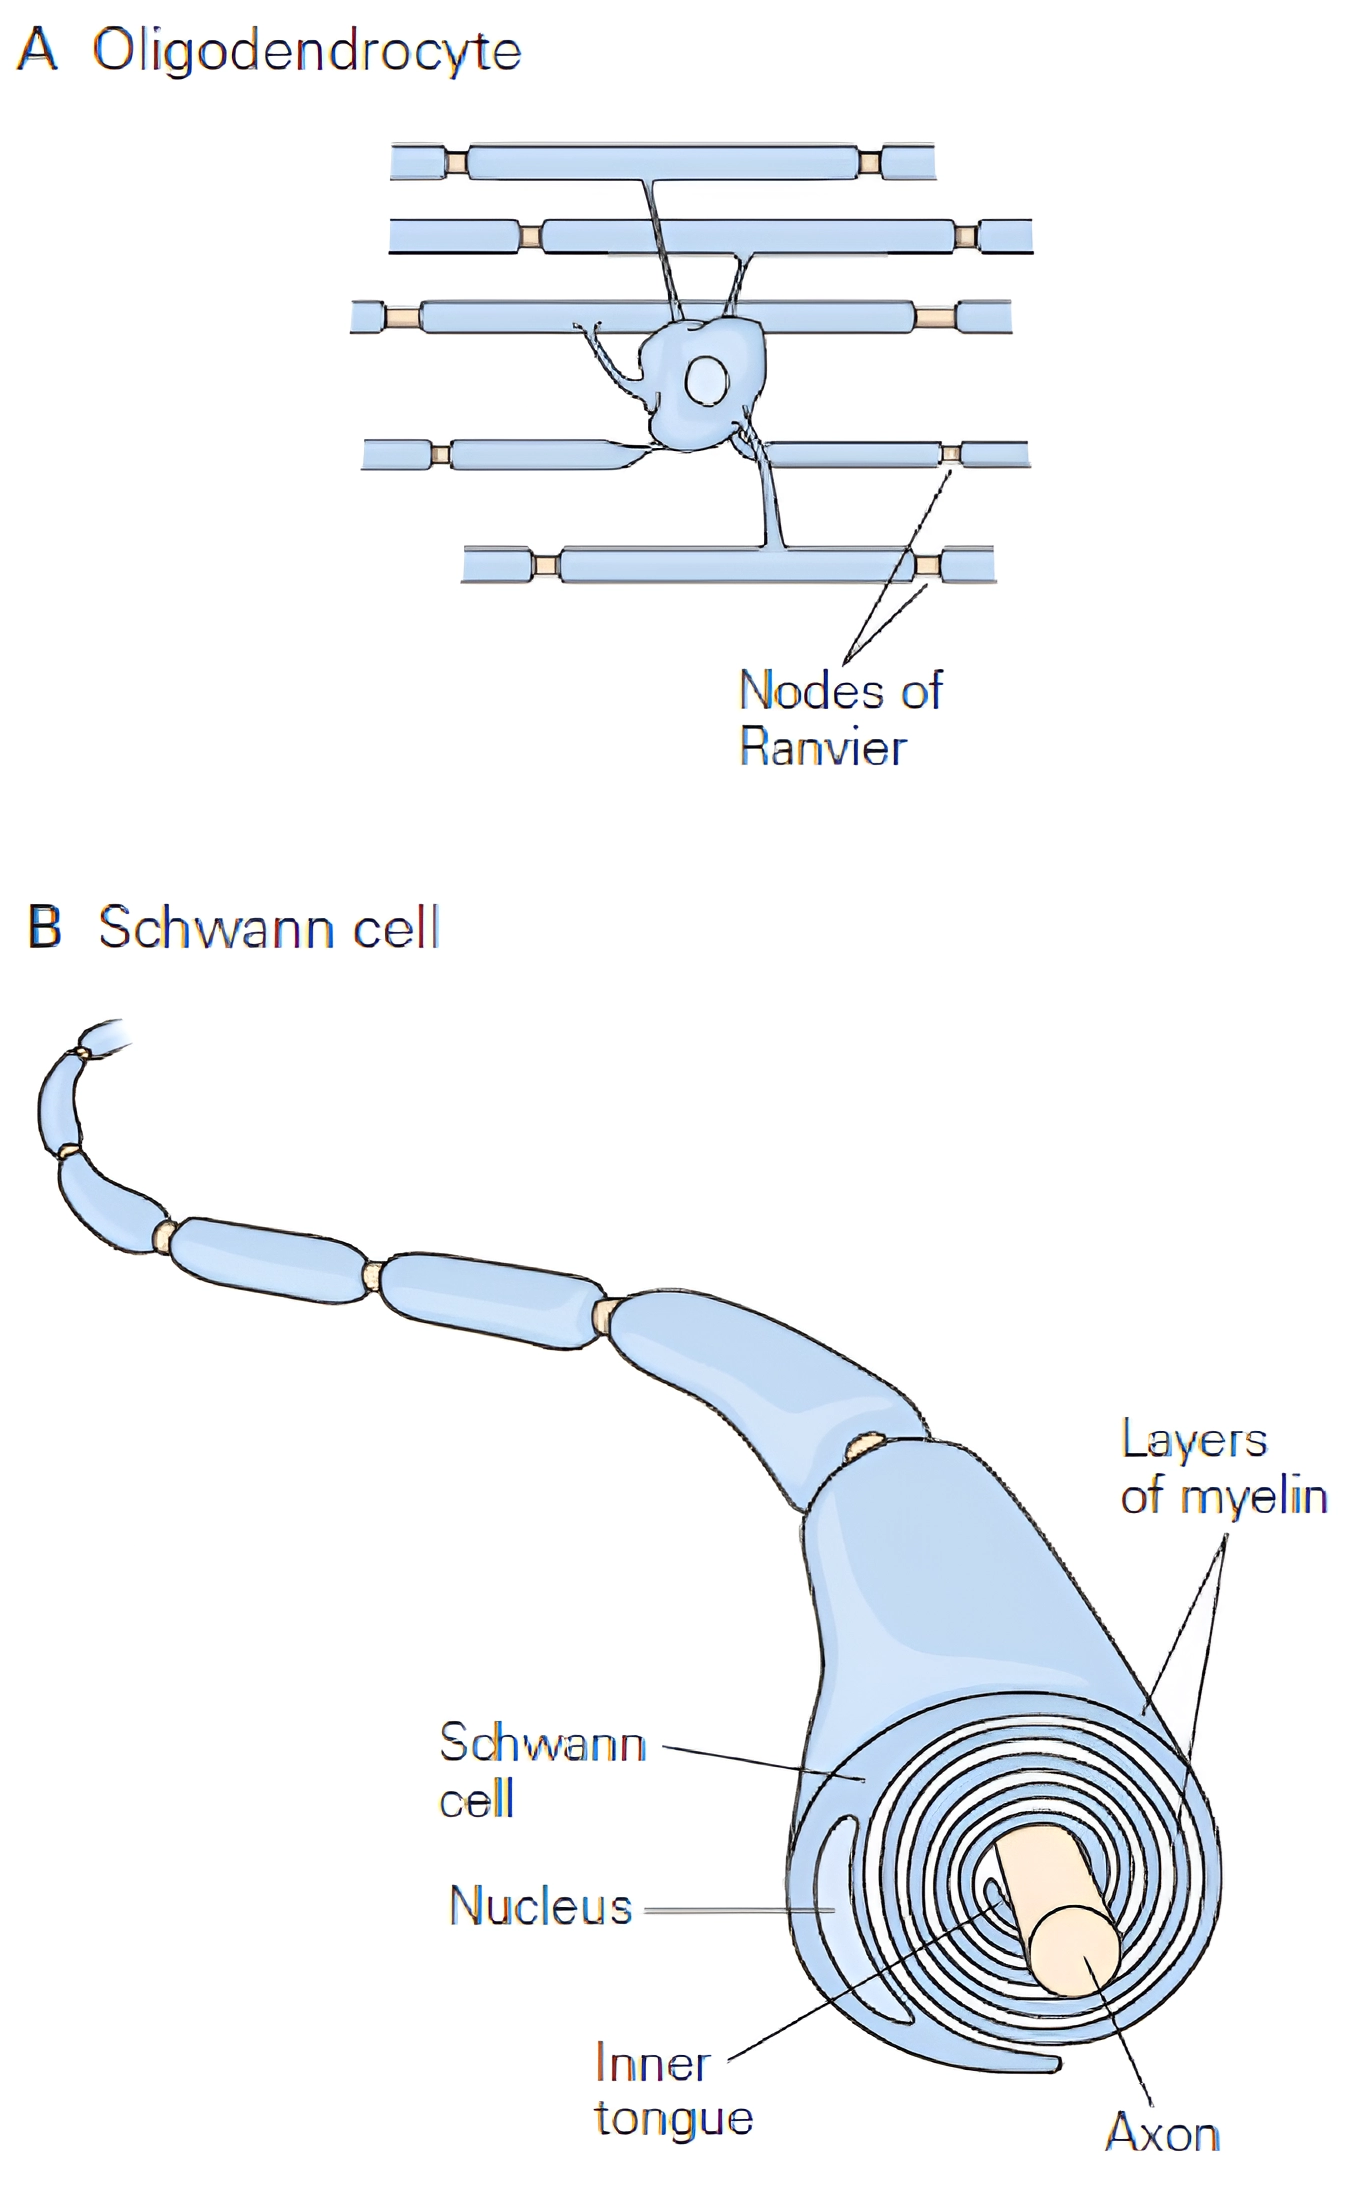 A Oligodendrocyte
Nodes of
Ranvier
B Schwann cell
Layers
of myelin
Schwann
cell
Nucleus
Inner
tongue
Axon